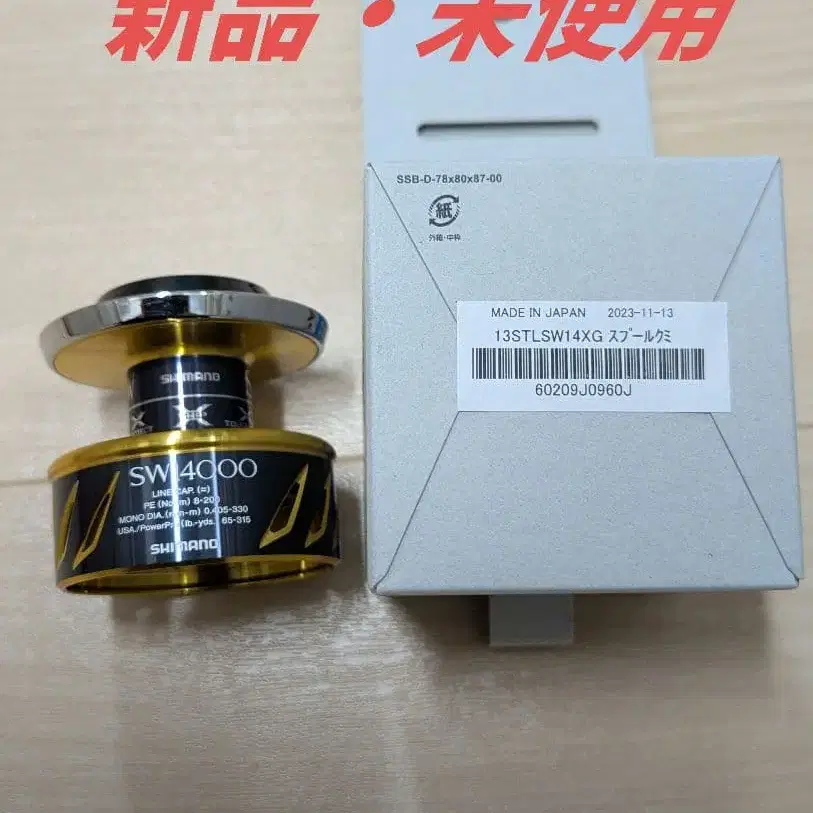 新品・未使用
SSB-D-78x80x87-00
紙
外箱・中枠
MADE IN JAPAN 2023-11-13
13STLSW14XG スプールクミ
60209J0960J
SHIMANO
X
SW14000
LINE CAP. (≈)
PE (No.-m) 8-200
MONO DIA.(mm-m) 0.405-330
USA./PowerPro (lb.-yds. 65-315
SHIMANO